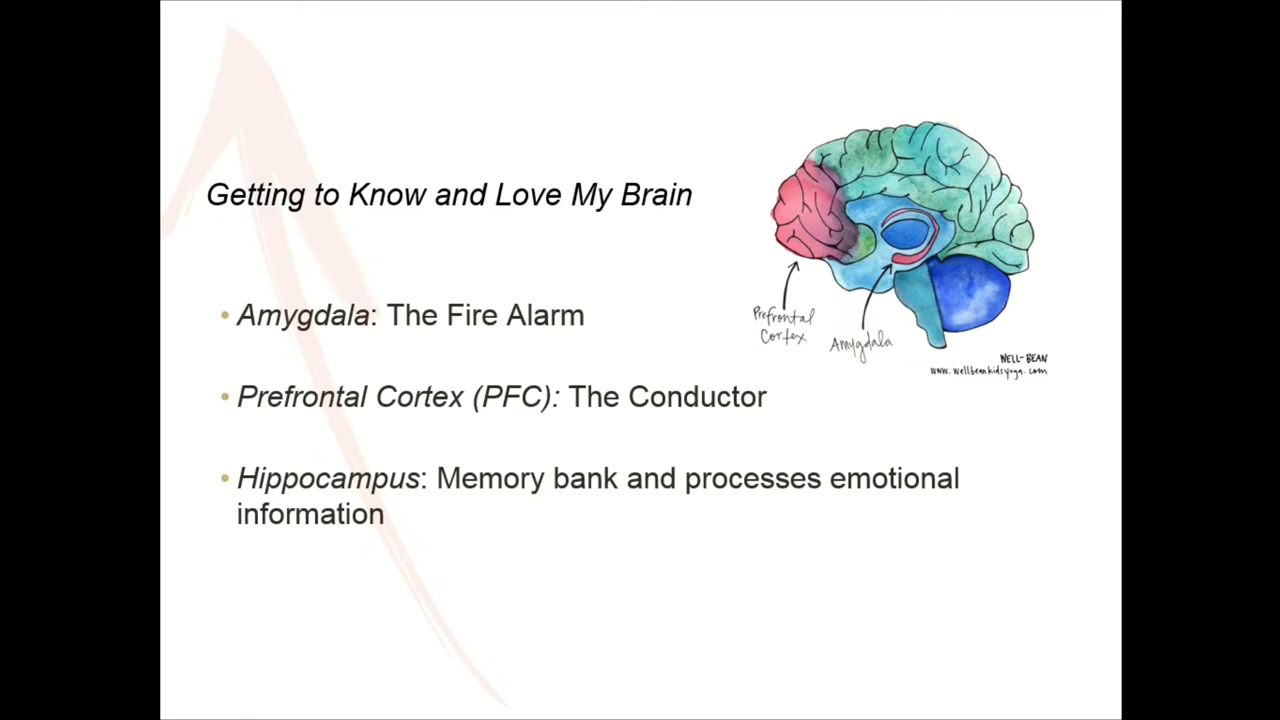 Getting to Know and Love My Brain
• Amygdala: The Fire Alarm
• Prefrontal Cortex (PFC): The Conductor
• Hippocampus: Memory bank and processes emotional
information
Prefrontal
Cortex
Amygdala
WELL-BEAN
www.wellbeankidsyoga.com